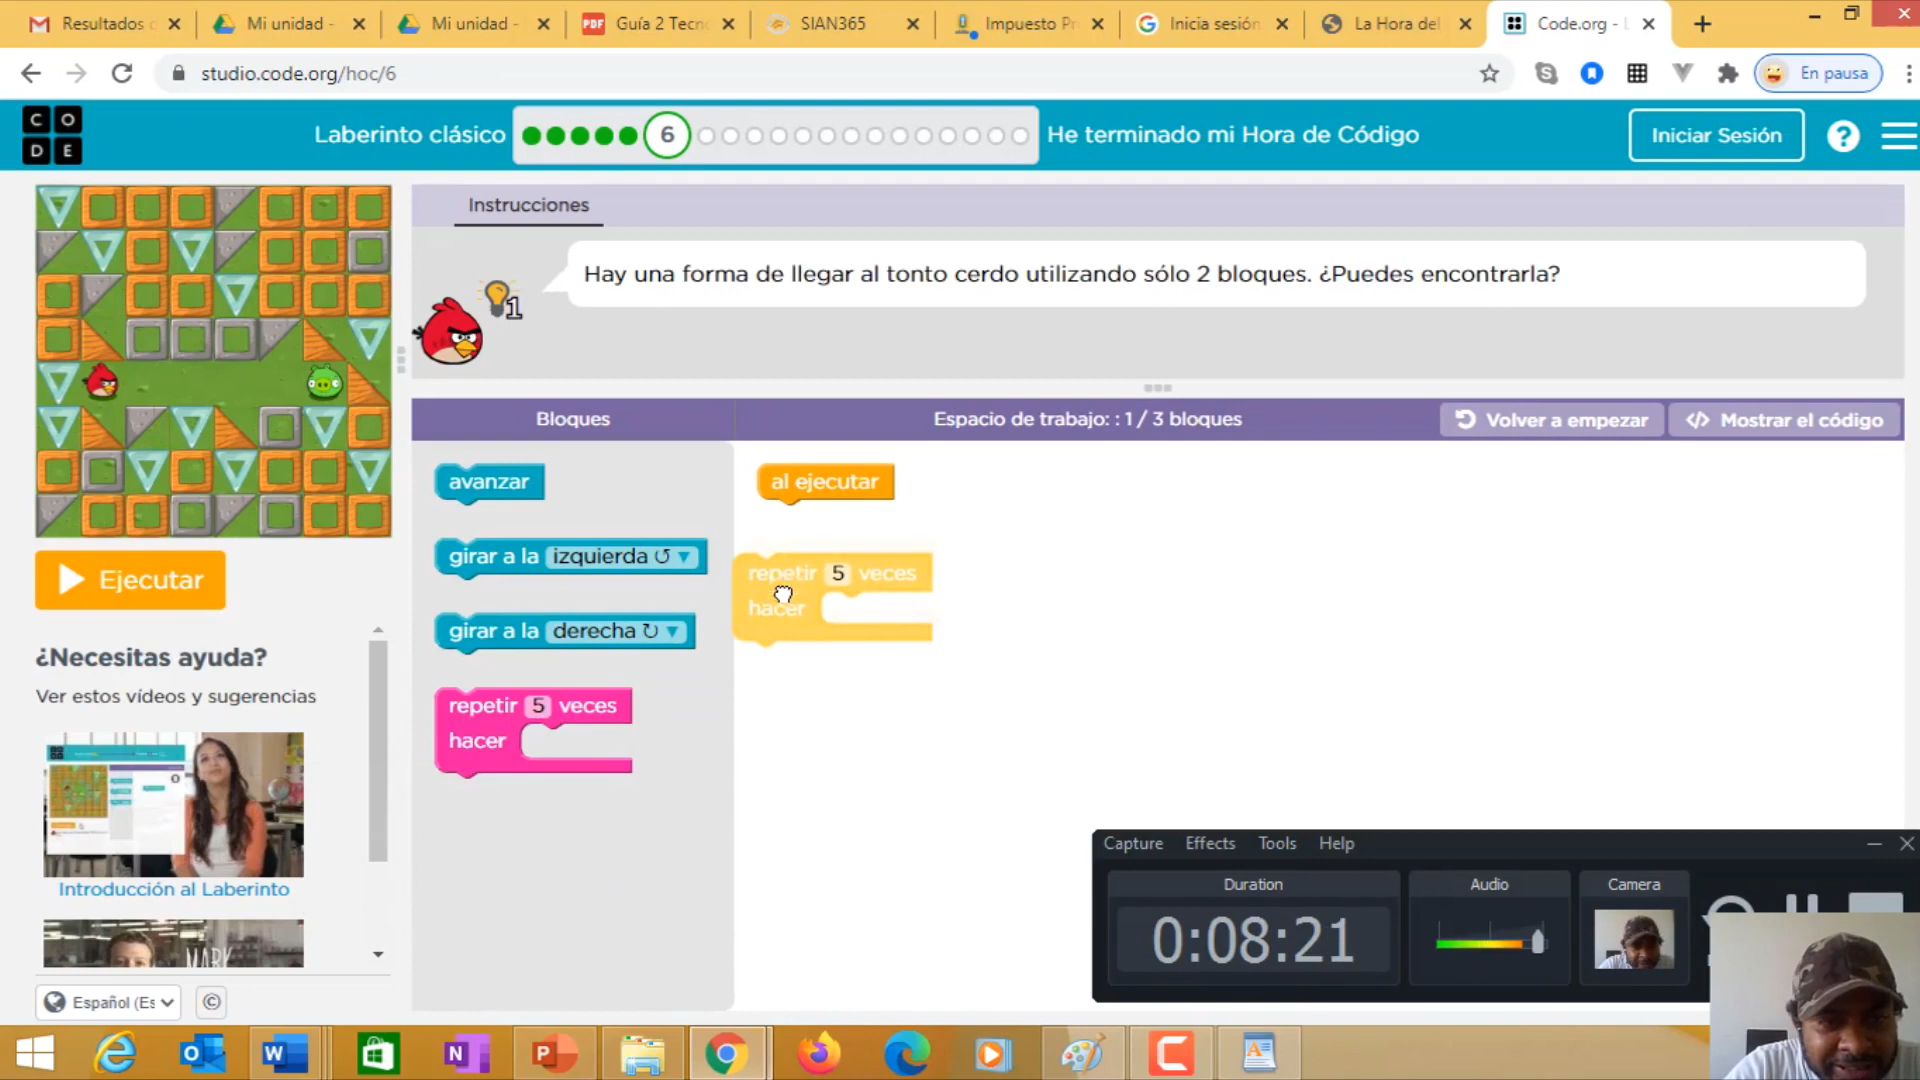 Resultados
Mi unidad -
Mi unidad -
PDF
Guía 2 Tecn
SIAN365
Impuesto P
Inicia sesión
La Hora del
Code.org -
studio.code.org/hoc/6
En pausa
CODE
Laberinto clásico
6
He terminado mi Hora de Código
Iniciar Sesión
?
Instrucciones
Hay una forma de llegar al tonto cerdo utilizando sólo 2 bloques. ¿Puedes encontrarla?
1
Bloques
Espacio de trabajo: : 1 / 3 bloques
Volver a empezar
</> Mostrar el código
avanzar
al ejecutar
girar a la izquierda
repetir 5 veces
hacer
girar a la derecha
repetir 5 veces
hacer
Ejecutar
¿Necesitas ayuda?
Ver estos vídeos y sugerencias
Introducción al Laberinto
MARK
Español (Es
©
Capture Effects Tools Help
Duration
Audio
Camera
0:08:21